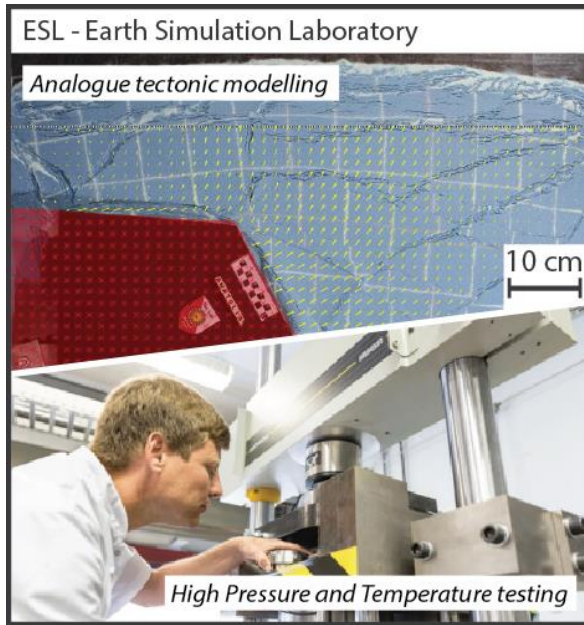 ESL - Earth Simulation Laboratory
Analogue tectonic modelling
10 cm
High Pressure and Temperature testing